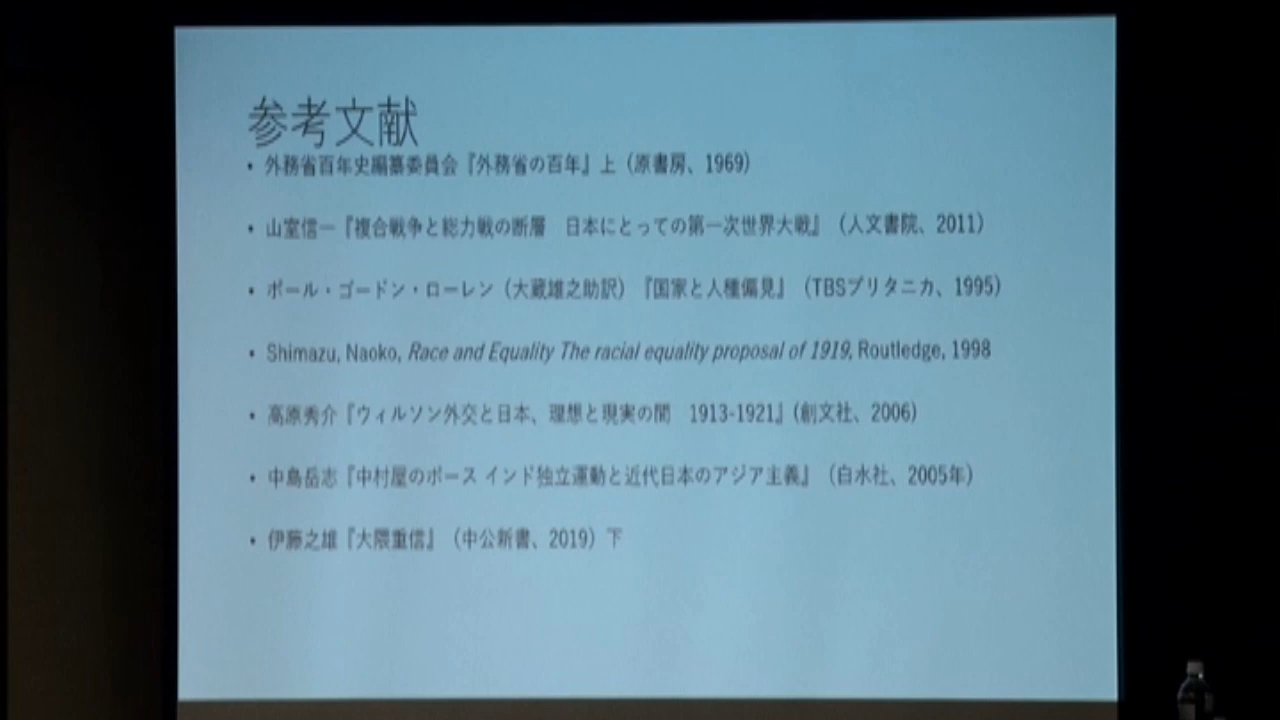 参考文献
・外務省百年史編纂委員会『外務省の百年』上（原書房、1969）
・山室信一『複合戦争と総力戦の断層　日本にとっての第一次世界大戦』（人文書院、2011）
・ポール・ゴードン・ローレン（大蔵雄之助訳）『国家と人種偏見』（TBSブリタニカ、1995）
・Shimazu, Naoko, Race and Equality The racial equality proposal of 1919, Routledge, 1998
・高原秀介『ウィルソン外交と日本、理想と現実の間　1913-1921』（創文社、2006）
・中島岳志『中村屋のボース インド独立運動と近代日本のアジア主義』（白水社、2005年）
・伊藤之雄『大隈重信』（中公新書、2019）下